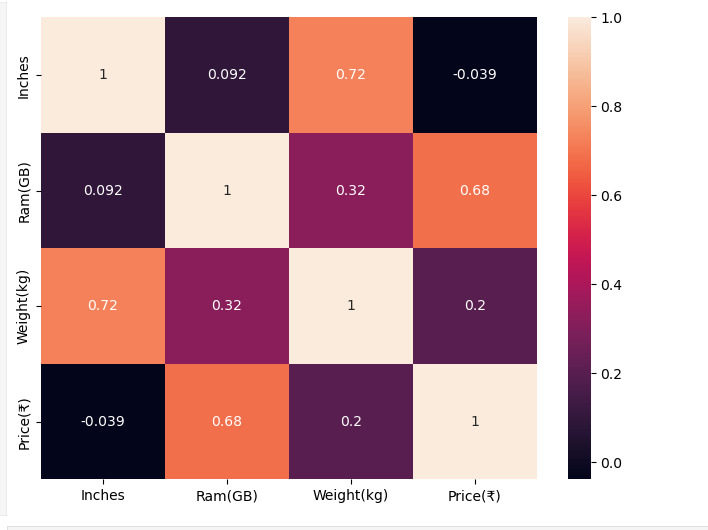 Inches 1 0.092 0.72 -0.039
Ram(GB) 0.092 1 0.32 0.68
Weight(kg) 0.72 0.32 1 0.2
Price(₹) -0.039 0.68 0.2 1
Inches Ram(GB) Weight(kg) Price(₹)
1.0
0.8
0.6
0.4
0.2
0.0